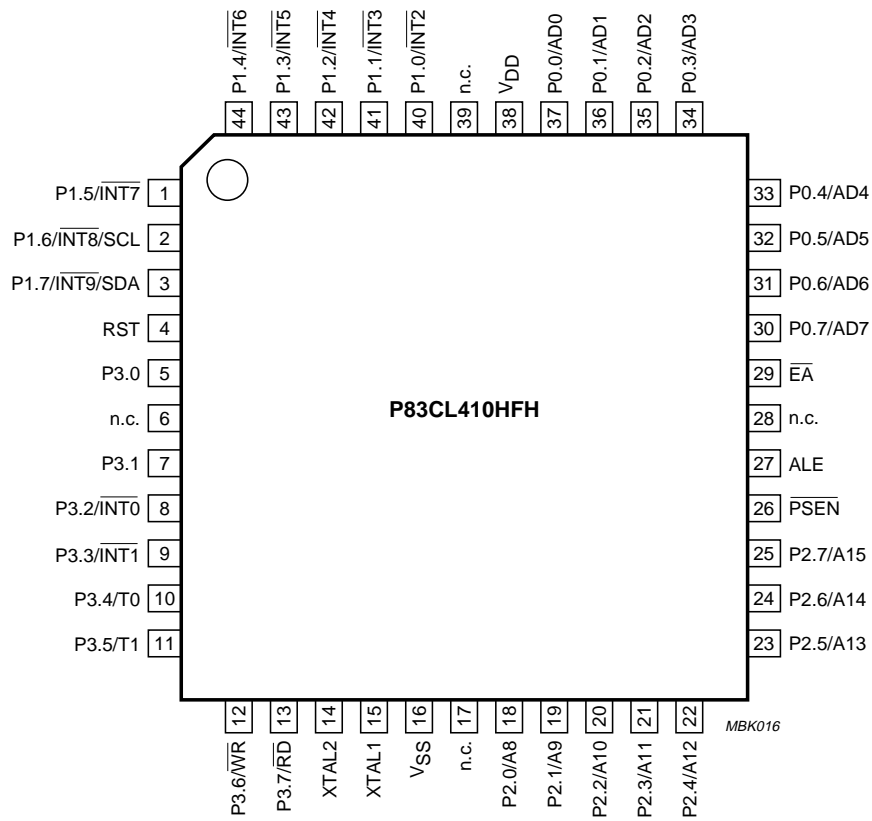 P1.4/INT6
P1.3/INT5
P1.2/INT4
P1.1/INT3
P1.0/INT2
n.c.
VDD
P0.0/AD0
P0.1/AD1
P0.2/AD2
P0.3/AD3
44
43
42
41
40
39
38
37
36
35
34
P1.5/INT7 1
P1.6/INT8/SCL 2
P1.7/INT9/SDA 3
RST 4
P3.0 5
n.c. 6
P3.1 7
P3.2/INT0 8
P3.3/INT1 9
P3.4/T0 10
P3.5/T1 11
P83CL410HFH
33 P0.4/AD4
32 P0.5/AD5
31 P0.6/AD6
30 P0.7/AD7
29 EA
28 n.c.
27 ALE
26 PSEN
25 P2.7/A15
24 P2.6/A14
23 P2.5/A13
12
13
14
15
16
17
18
19
20
21
22
P3.6/WR
P3.7/RD
XTAL2
XTAL1
VSS
n.c.
P2.0/A8
P2.1/A9
P2.2/A10
P2.3/A11
P2.4/A12
MBK016